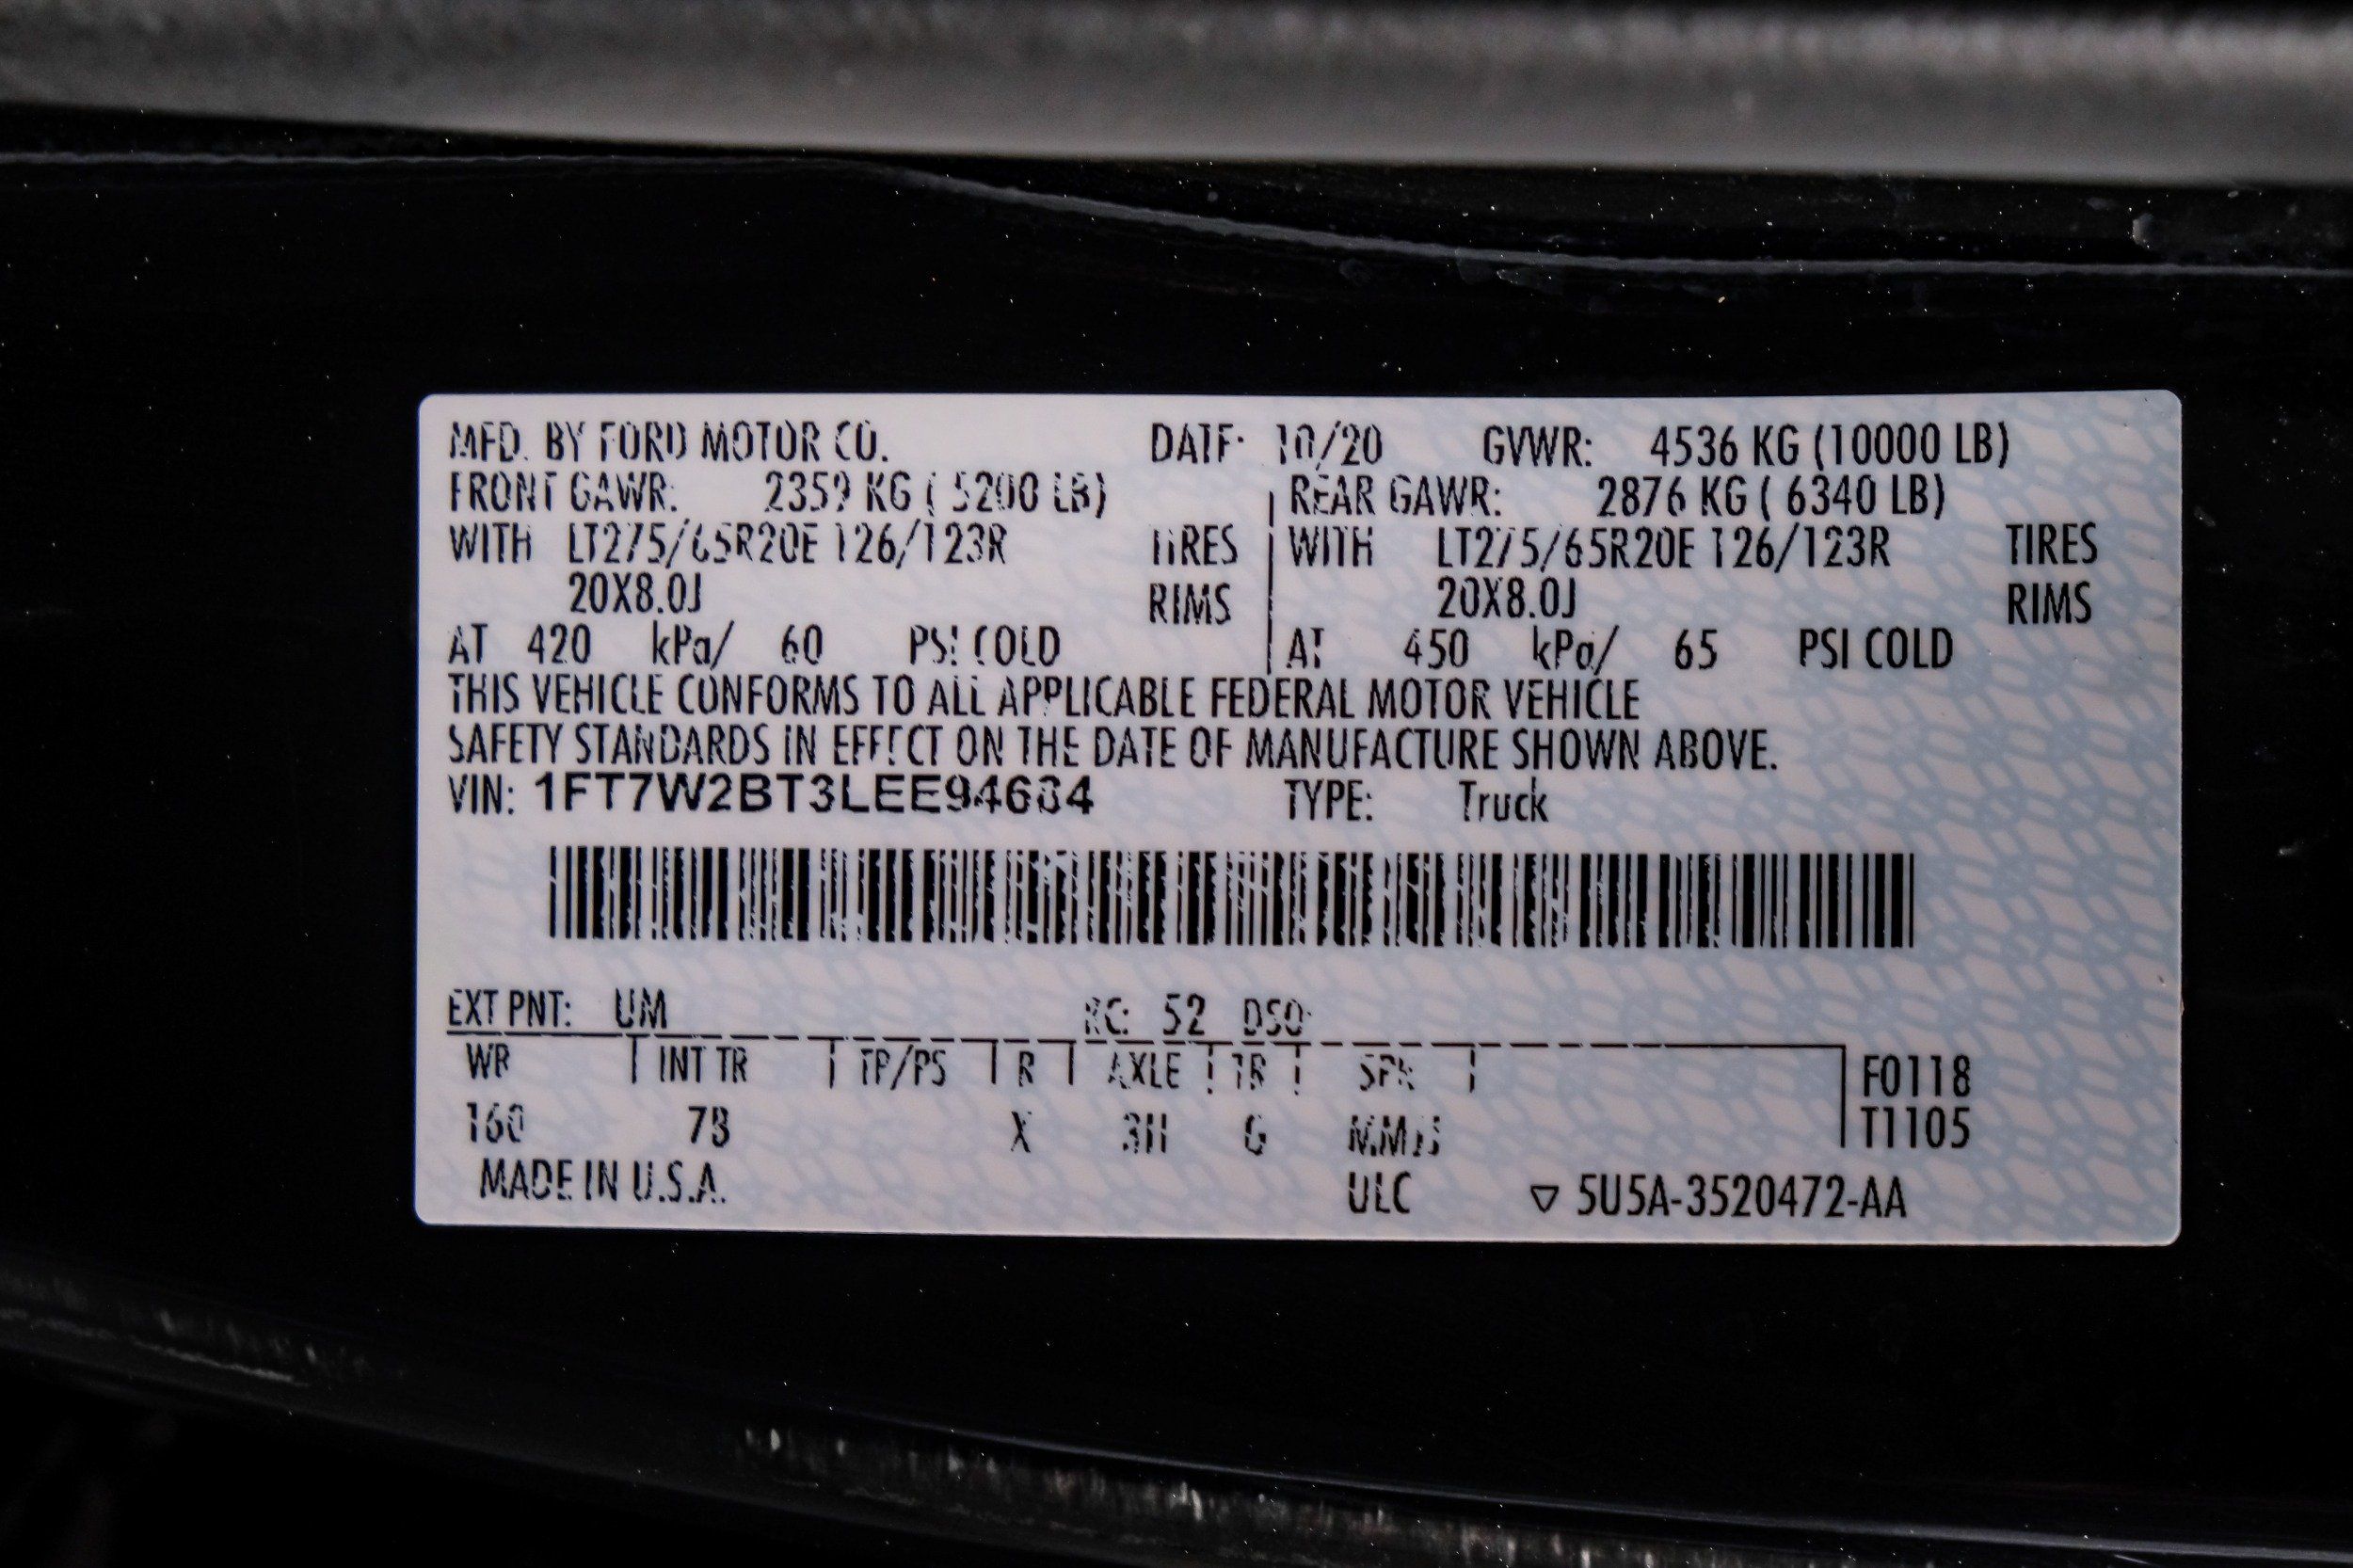 MFD. BY FORD MOTOR CO. DATE: 10/20 GVWR: 4536 KG (10000 LB)
FRONT GAWR: 2359 KG ( 5200 LB) REAR GAWR: 2876 KG ( 6340 LB)
WITH LT275/65R20E 126/123R TIRES WITH LT275/65R20E 126/123R TIRES
20X8.0J RIMS 20X8.0J RIMS
AT 420 kPa/ 60 PSI COLD AT 450 kPa/ 65 PSI COLD
THIS VEHICLE CONFORMS TO ALL APPLICABLE FEDERAL MOTOR VEHICLE
SAFETY STANDARDS IN EFFECT ON THE DATE OF MANUFACTURE SHOWN ABOVE.
VIN: TYPE: Truck
EXT PNT: UM RC: 52 DSO:
WB INT TR TP/PS R AXLE TR SPR F0118
160 7B X 3H G T1105
MADE IN U.S.A. ULC ▽ 5U5A-3520472-AA